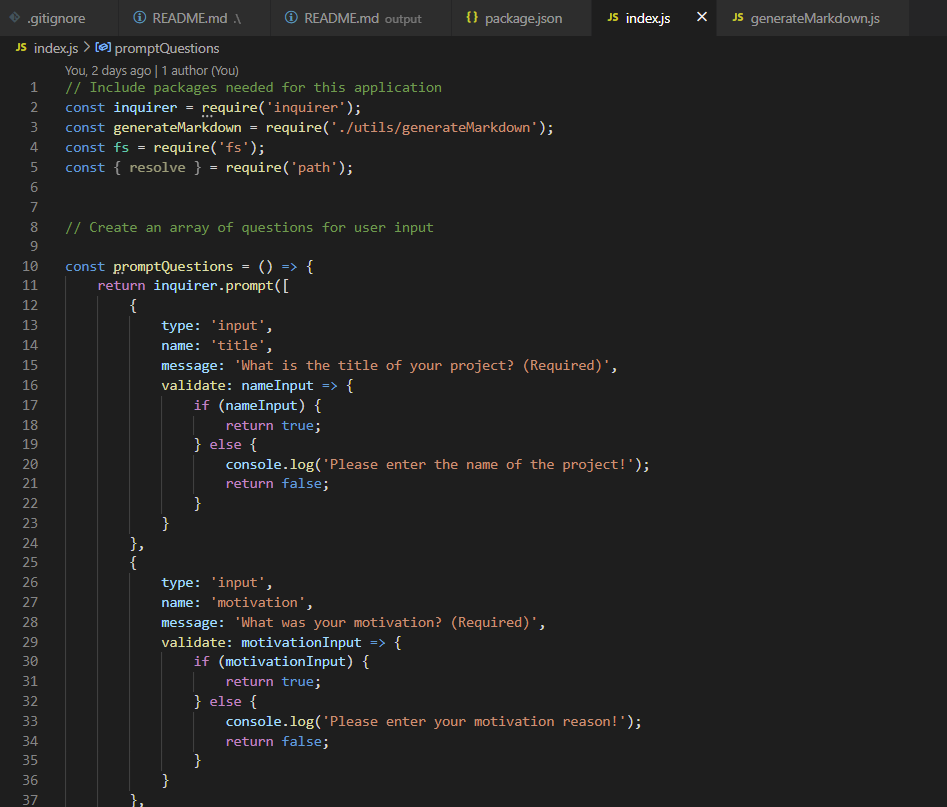 .gitignore README.md .\ README.md output {} package.json JS index.js × JS generateMarkdown.js
JS index.js > promptQuestions
You, 2 days ago | 1 author (You)
1 // Include packages needed for this application
2 const inquirer = require('inquirer');
3 const generateMarkdown = require('./utils/generateMarkdown');
4 const fs = require('fs');
5 const { resolve } = require('path');
6
7
8 // Create an array of questions for user input
9
10 const promptQuestions = () => {
11     return inquirer.prompt([
12         {
13             type: 'input',
14             name: 'title',
15             message: 'What is the title of your project? (Required)',
16             validate: nameInput => {
17                 if (nameInput) {
18                     return true;
19                 } else {
20                     console.log('Please enter the name of the project!');
21                     return false;
22                 }
23             }
24         },
25         {
26             type: 'input',
27             name: 'motivation',
28             message: 'What was your motivation? (Required)',
29             validate: motivationInput => {
30                 if (motivationInput) {
31                     return true;
32                 } else {
33                     console.log('Please enter your motivation reason!');
34                     return false;
35                 }
36             }
37         },